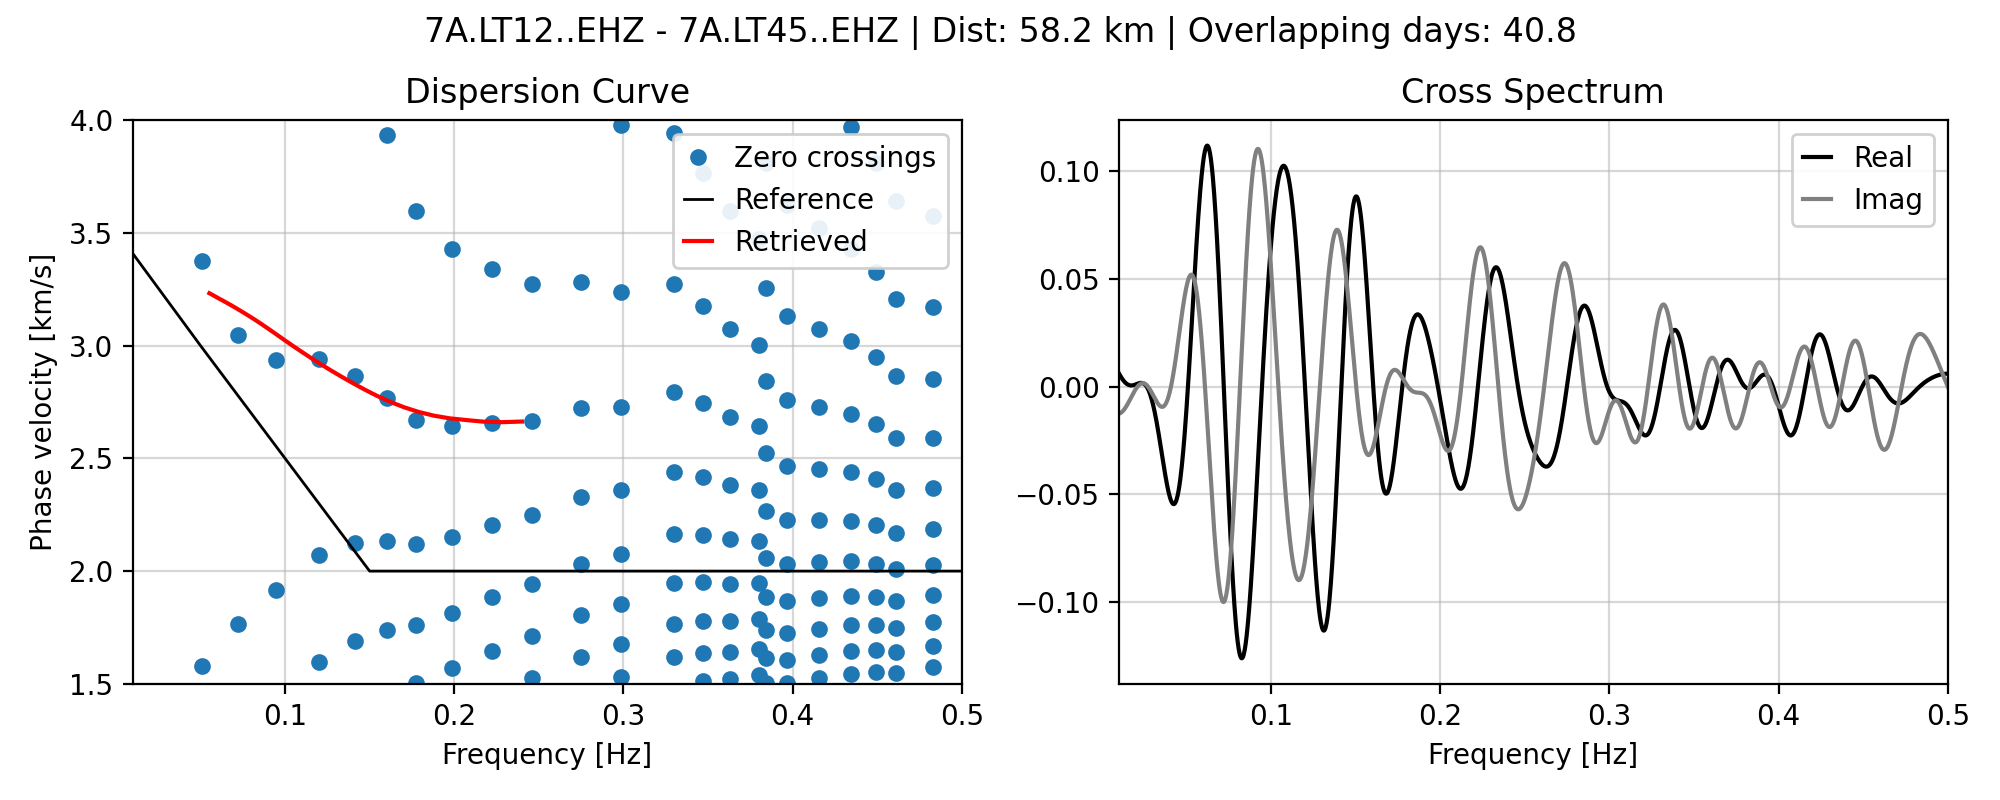 7A.LT12..EHZ - 7A.LT45..EHZ | Dist: 58.2 km | Overlapping days: 40.8
Dispersion Curve
4.0
3.5
3.0
2.5
2.0
1.5
Phase velocity [km/s]
0.1 0.2 0.3 0.4 0.5
Frequency [Hz]
Zero crossings
Reference
Retrieved
Cross Spectrum
0.10
0.05
0.00
−0.05
−0.10
0.1 0.2 0.3 0.4 0.5
Frequency [Hz]
Real
Imag